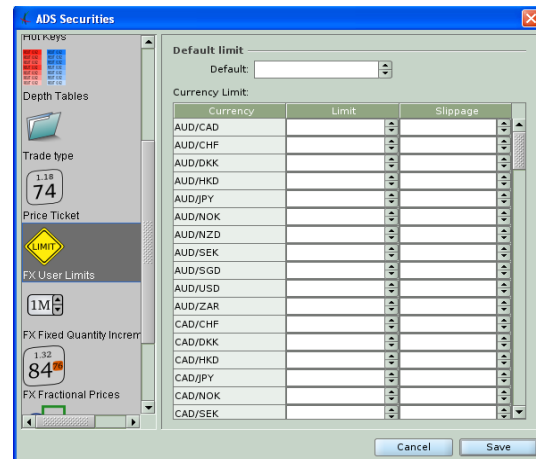 ADS Securities
Hot Keys
Depth Tables
Trade type
1.18
74
Price Ticket
LIMIT
FX User Limits
1M
FX Fixed Quantity Increm
1.32
84 76
FX Fractional Prices
Default limit
Default:
Currency Limit:
Currency Limit Slippage
AUD/CAD
AUD/CHF
AUD/DKK
AUD/HKD
AUD/JPY
AUD/NOK
AUD/NZD
AUD/SEK
AUD/SGD
AUD/USD
AUD/ZAR
CAD/CHF
CAD/DKK
CAD/HKD
CAD/JPY
CAD/NOK
CAD/SEK
Cancel Save